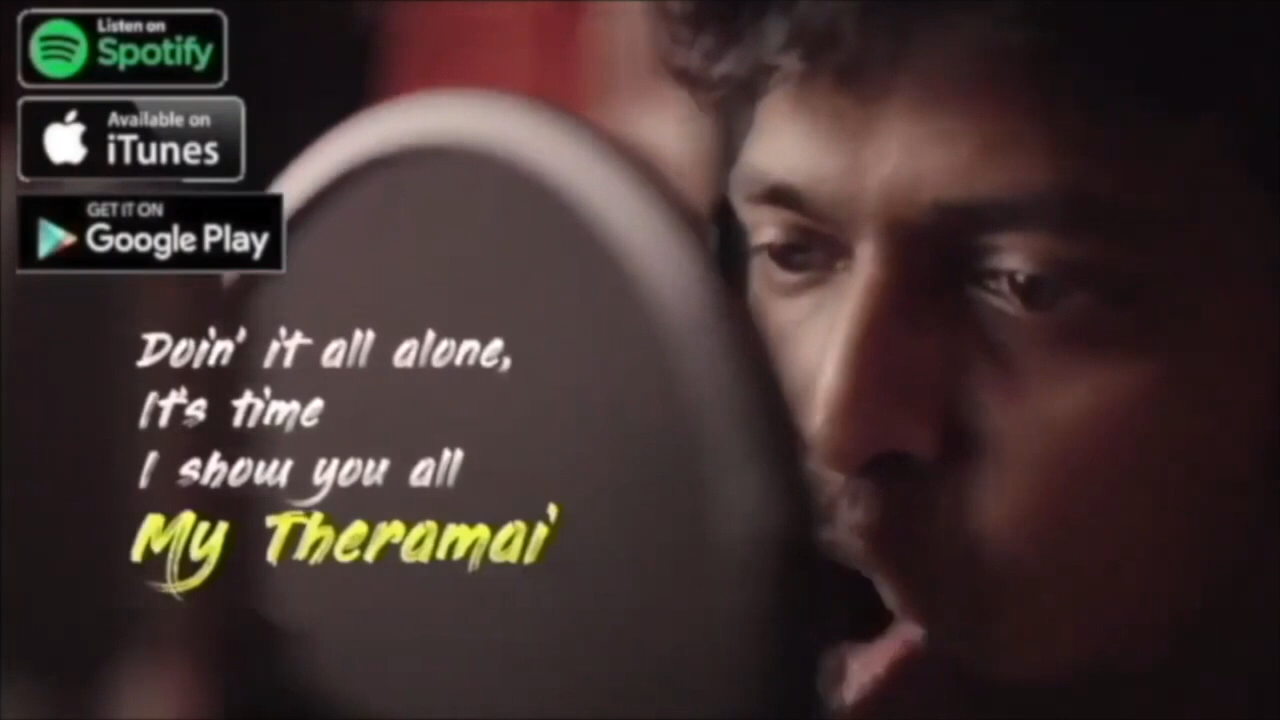 Listen on
Spotify
Available on
iTunes
GET IT ON
Google Play
Doin' it all alone,
It's time
I show you all
My Theramai